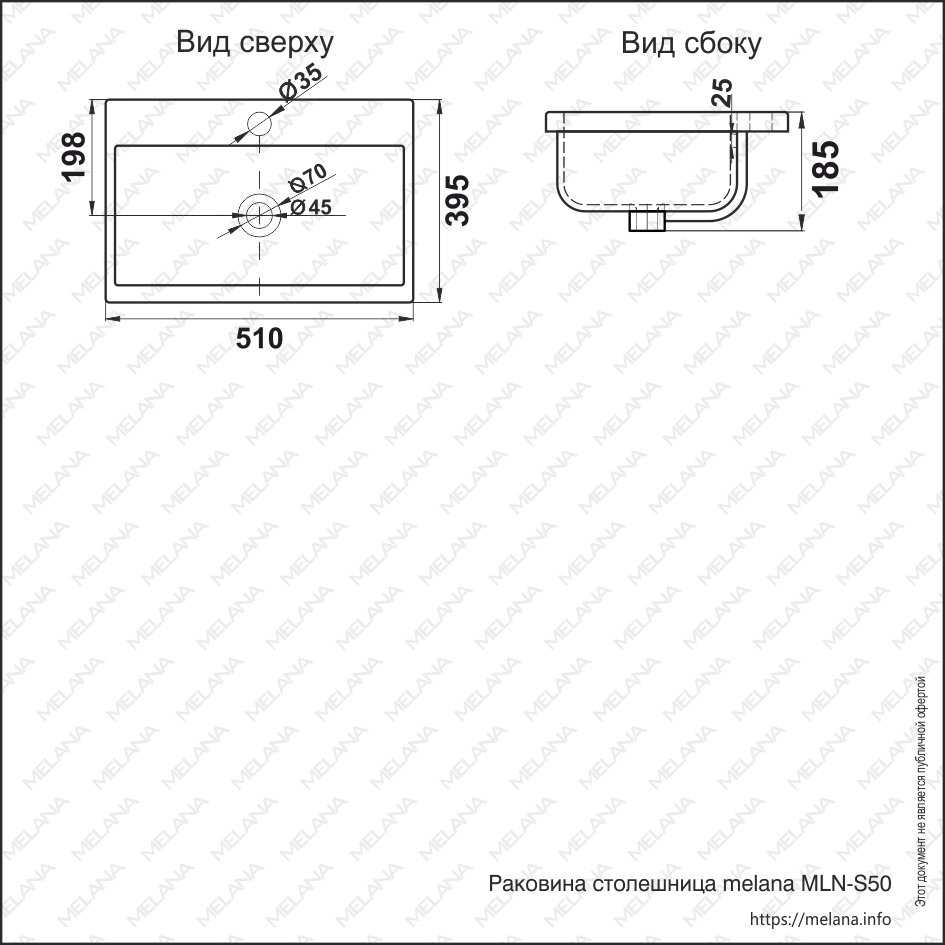 Вид сверху
Вид сбоку
Ø35
25
198
Ø70
Ø45
395
185
510
Этот документ не является публичной офертой
Раковина столешница melana MLN-S50
https://melana.info
MELANA